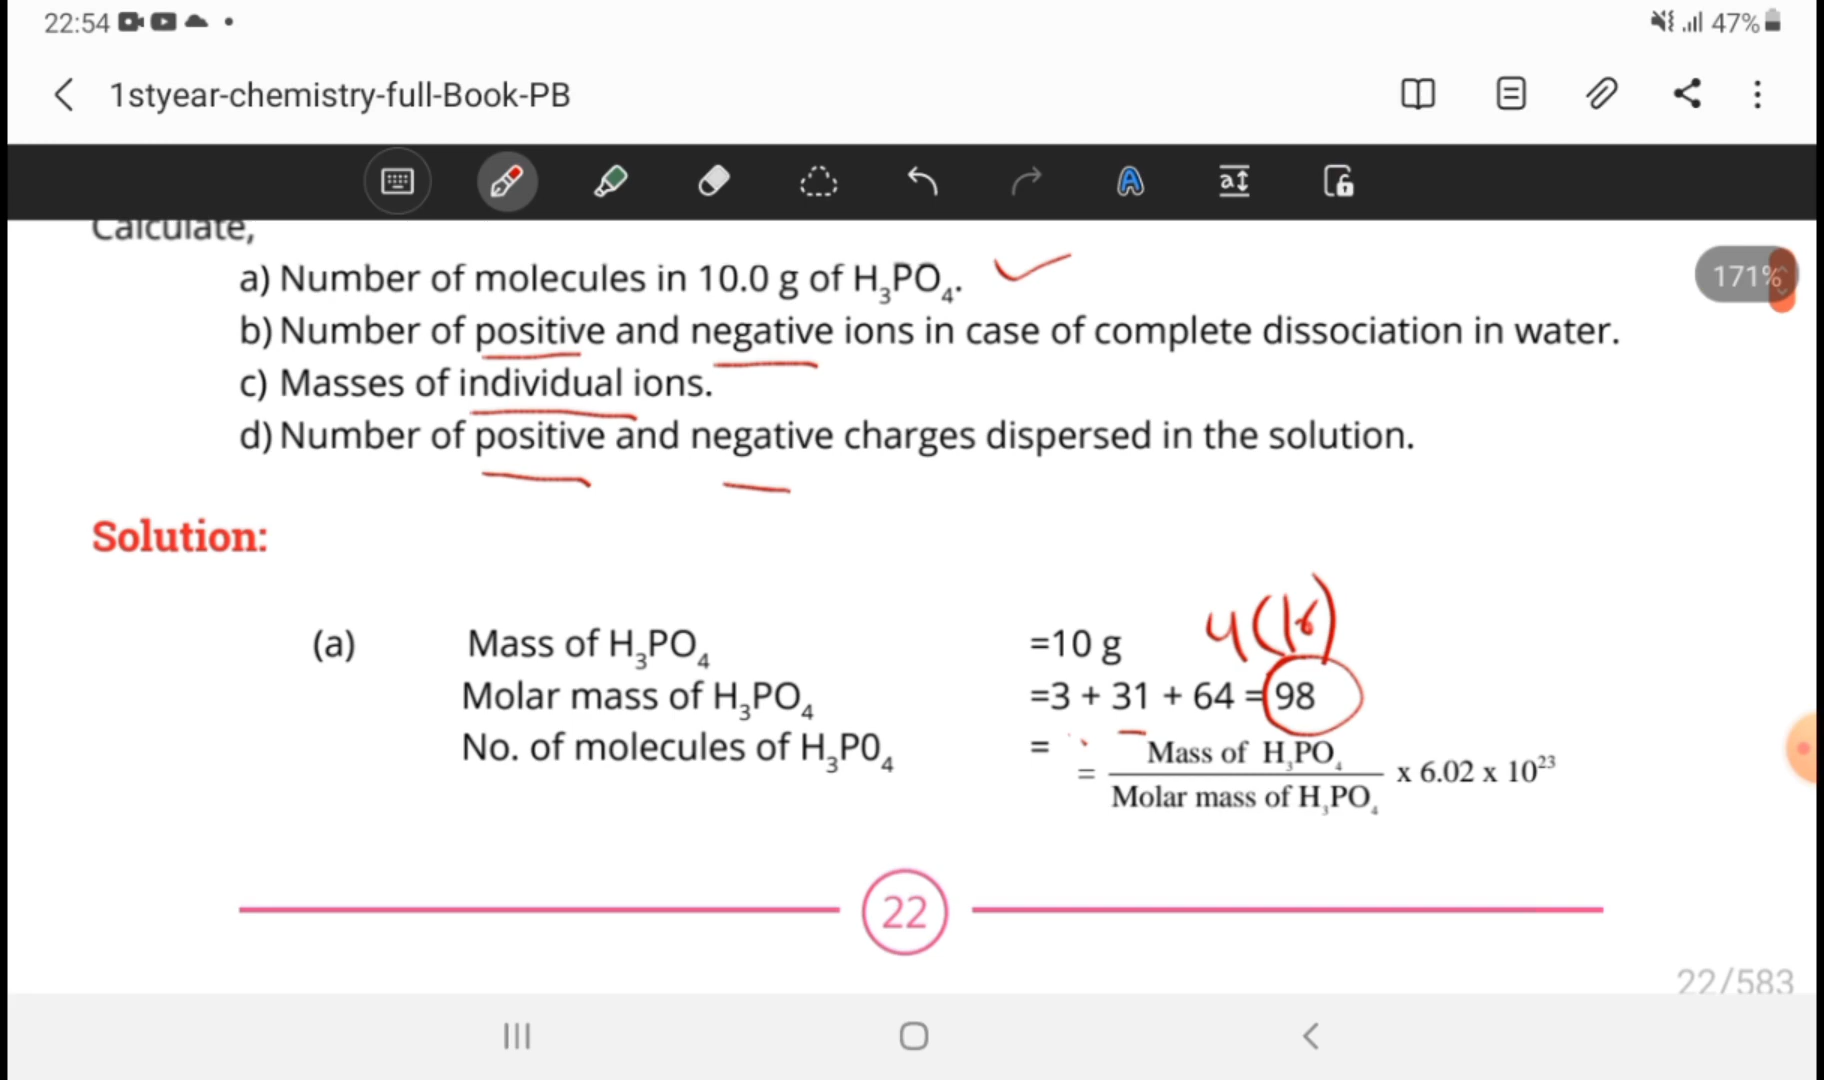 22:54
47%
1styear-chemistry-full-Book-PB
Calculate,
171%
a) Number of molecules in 10.0 g of H₃PO₄.
b) Number of positive and negative ions in case of complete dissociation in water.
c) Masses of individual ions.
d) Number of positive and negative charges dispersed in the solution.
Solution:
4(16)
(a) Mass of H₃PO₄ =10 g
Molar mass of H₃PO₄ =3 + 31 + 64 = 98
No. of molecules of H₃P0₄ =
= Mass of H₃PO₄ / Molar mass of H₃PO₄ x 6.02 x 10²³
22
22/583